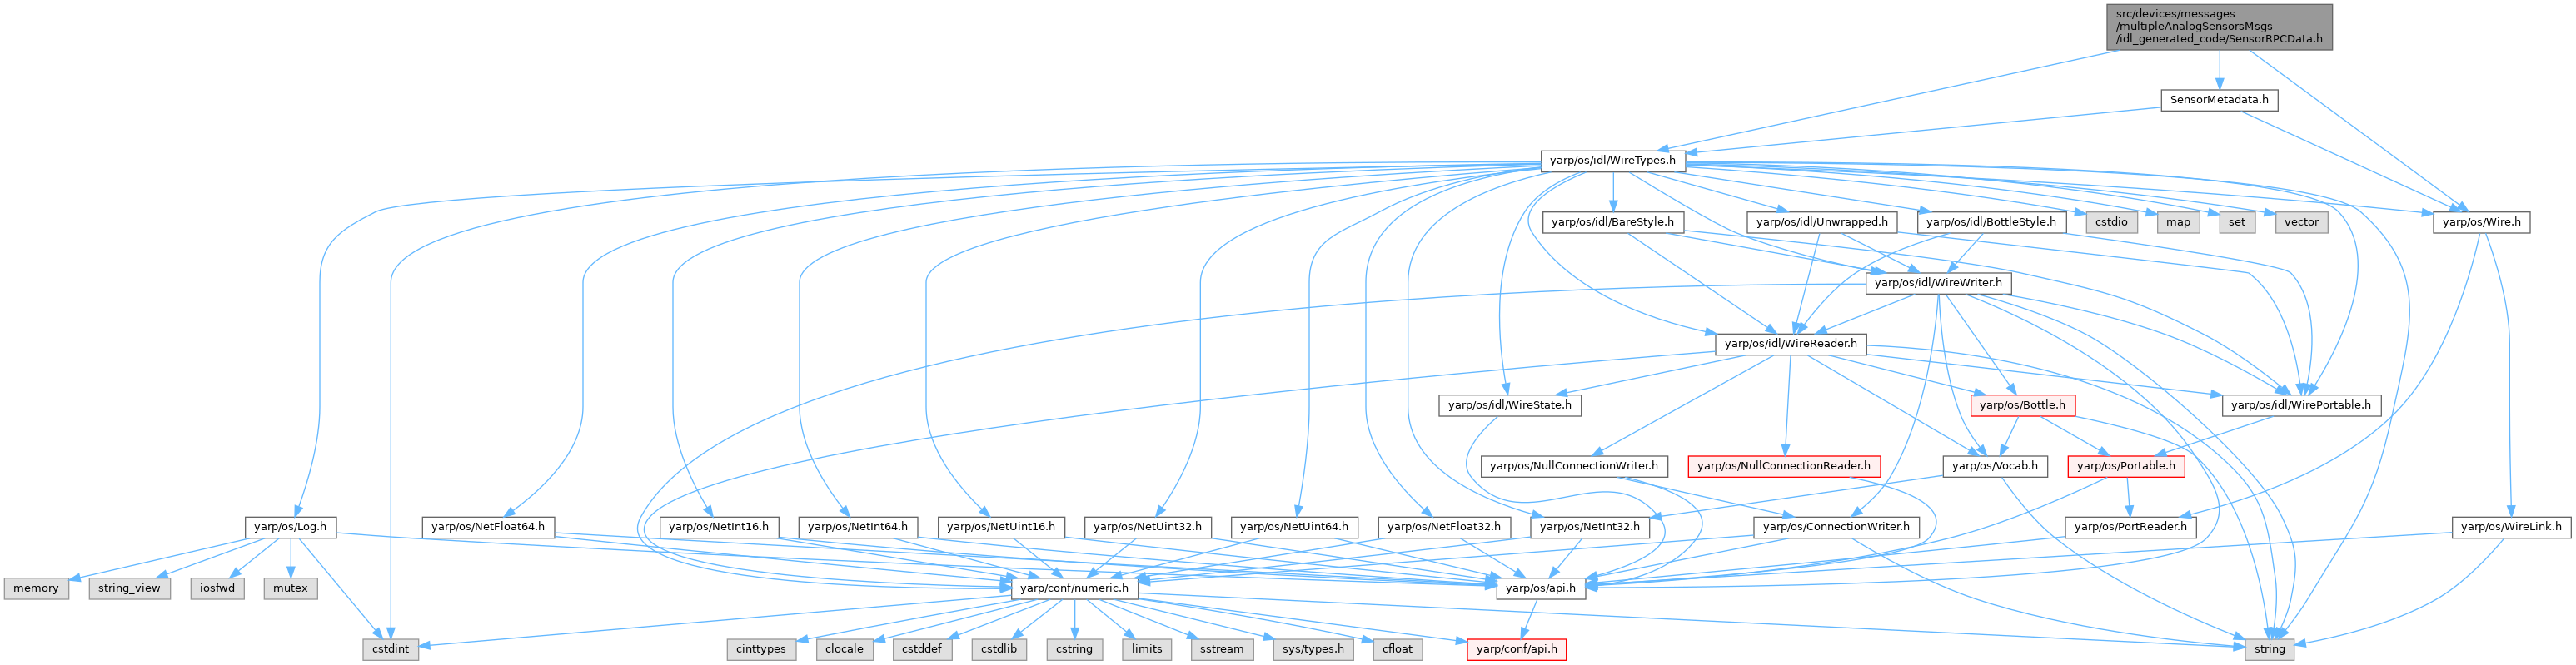 src/devices/messages
/multipleAnalogSensorsMsgs
/idl_generated_code/SensorRPCData.h
SensorMetadata.h
yarp/os/idl/WireTypes.h
yarp/os/idl/BareStyle.h
yarp/os/idl/Unwrapped.h
yarp/os/idl/BottleStyle.h
cstdio
map
set
vector
yarp/os/Wire.h
yarp/os/idl/WireWriter.h
yarp/os/idl/WireReader.h
yarp/os/idl/WireState.h
yarp/os/Bottle.h
yarp/os/idl/WirePortable.h
yarp/os/NullConnectionWriter.h
yarp/os/NullConnectionReader.h
yarp/os/Vocab.h
yarp/os/Portable.h
yarp/os/Log.h
yarp/os/NetFloat64.h
yarp/os/NetInt16.h
yarp/os/NetInt64.h
yarp/os/NetUint16.h
yarp/os/NetUint32.h
yarp/os/NetUint64.h
yarp/os/NetFloat32.h
yarp/os/NetInt32.h
yarp/os/ConnectionWriter.h
yarp/os/PortReader.h
yarp/os/WireLink.h
memory
string_view
iosfwd
mutex
yarp/conf/numeric.h
yarp/os/api.h
cstdint
cinttypes
clocale
cstddef
cstdlib
cstring
limits
sstream
sys/types.h
cfloat
yarp/conf/api.h
string